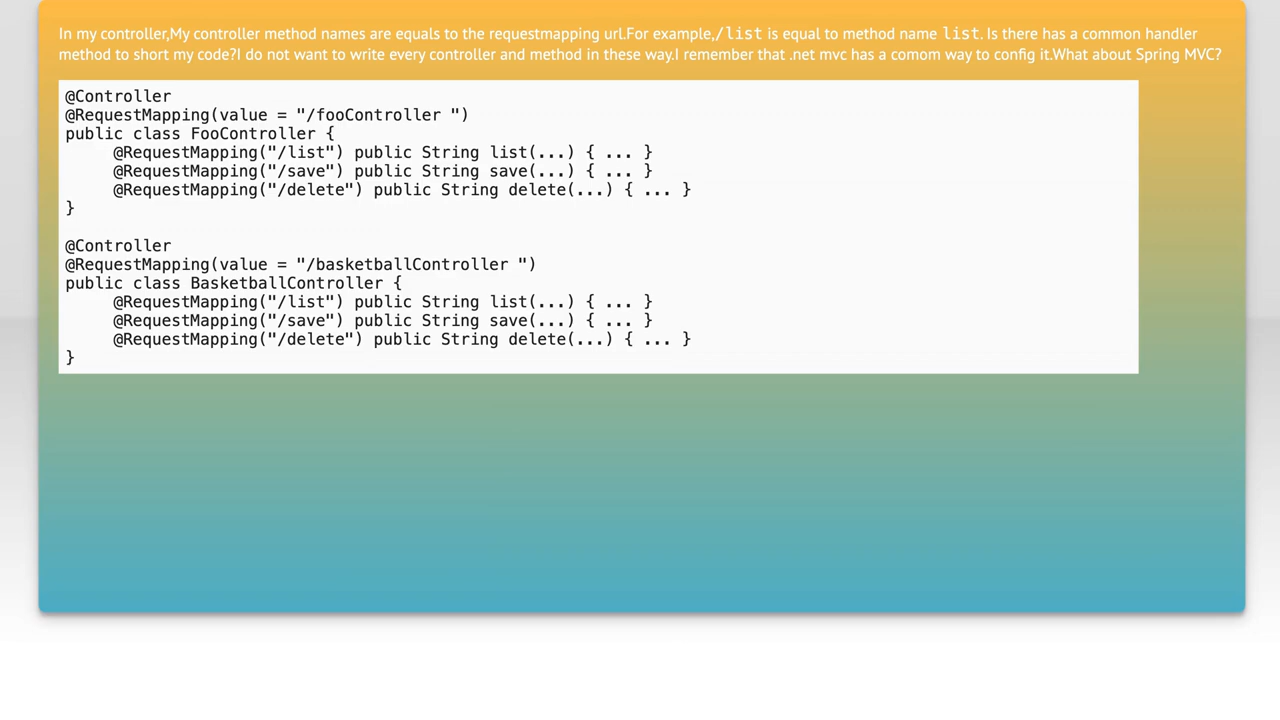 In my controller,My controller method names are equals to the requestmapping url.For example,/list is equal to method name list. Is there has a common handler
method to short my code?I do not want to write every controller and method in these way.I remember that .net mvc has a comom way to config it.What about Spring MVC?
@Controller
@RequestMapping(value = "/fooController ")
public class FooController {
     @RequestMapping("/list") public String list(...) { ... }
     @RequestMapping("/save") public String save(...) { ... }
     @RequestMapping("/delete") public String delete(...) { ... }
}
@Controller
@RequestMapping(value = "/basketballController ")
public class BasketballController {
     @RequestMapping("/list") public String list(...) { ... }
     @RequestMapping("/save") public String save(...) { ... }
     @RequestMapping("/delete") public String delete(...) { ... }
}